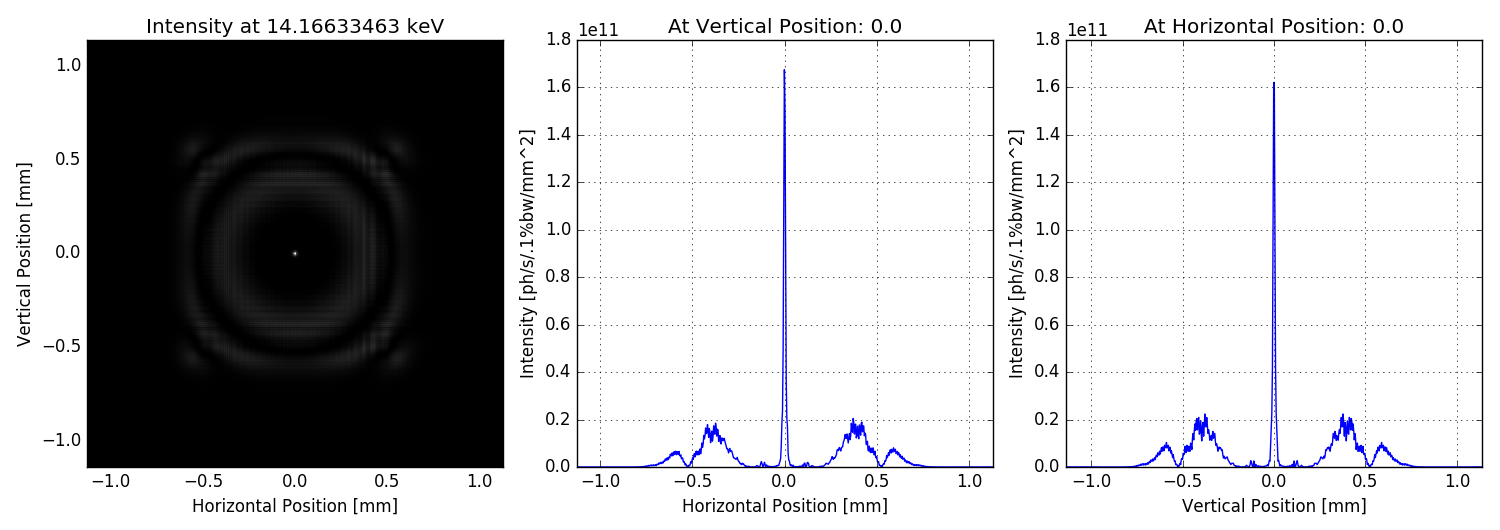 Intensity at 14.16633463 keV
1.0
0.5
0.0
−0.5
−1.0
Vertical Position [mm]
−1.0 −0.5 0.0 0.5 1.0
Horizontal Position [mm]
At Vertical Position: 0.0
1e11
1.8
1.6
1.4
1.2
1.0
0.8
0.6
0.4
0.2
0.0
Intensity [ph/s/.1%bw/mm^2]
−1.0 −0.5 0.0 0.5 1.0
Horizontal Position [mm]
At Horizontal Position: 0.0
1e11
1.8
1.6
1.4
1.2
1.0
0.8
0.6
0.4
0.2
0.0
Intensity [ph/s/.1%bw/mm^2]
−1.0 −0.5 0.0 0.5 1.0
Vertical Position [mm]